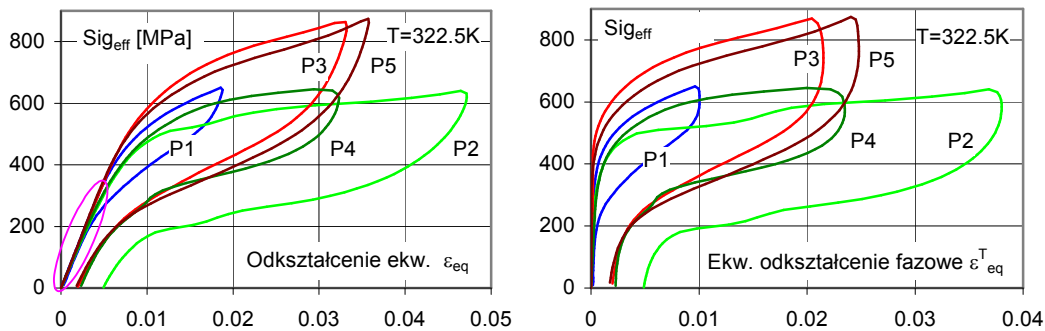 Sig_eff [MPa]
T=322.5K
P3
P5
P1
P4
P2
Odkształcenie ekw. ε_eq
800
600
400
200
0
0
0.01
0.02
0.03
0.04
0.05
Sig_eff
T=322.5K
P3
P5
P1
P4
P2
Ekw. odkształcenie fazowe ε^T_eq
800
600
400
200
0
0
0.01
0.02
0.03
0.04